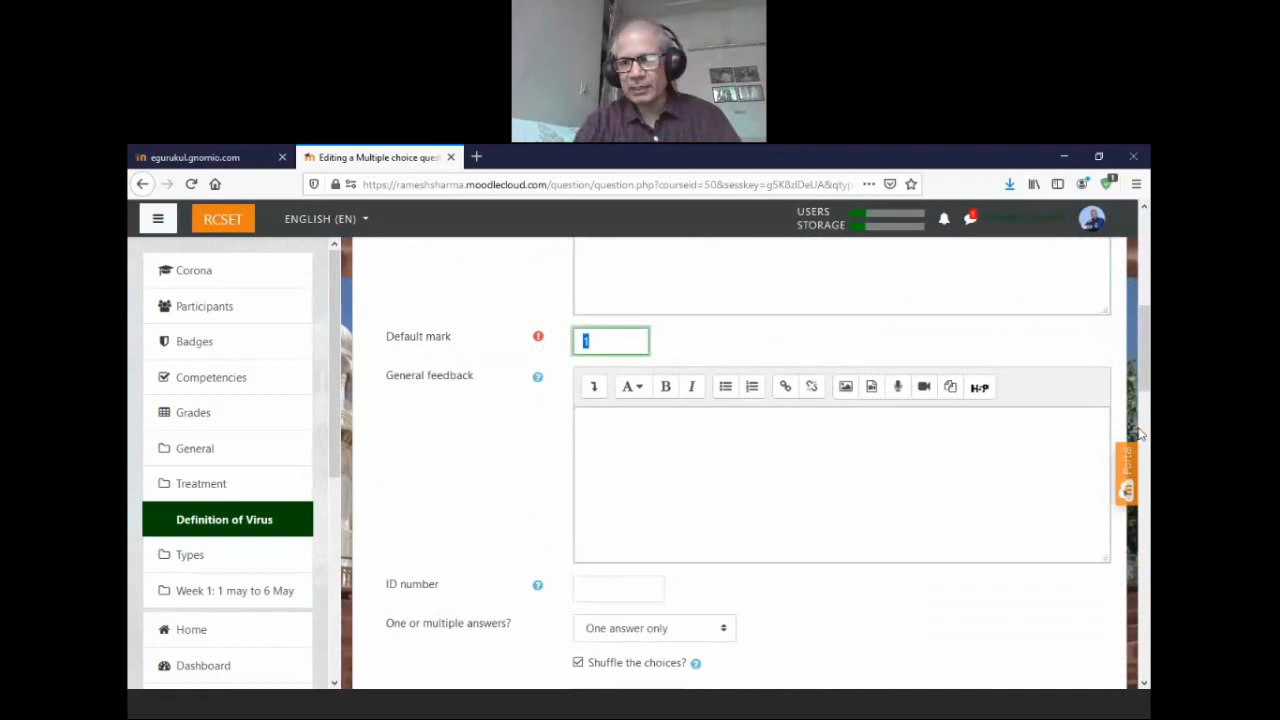 egurukul.gnomio.com
Editing a Multiple choice ques
https://rameshsharma.moodlecloud.com/question/question.php?courseid=50&sesskey=g5K8zlDeUA&qtyp
RCSET
ENGLISH (EN)
USERS
STORAGE
Corona
Participants
Badges
Competencies
Grades
General
Treatment
Definition of Virus
Types
Week 1: 1 may to 6 May
Home
Dashboard
Default mark
1
General feedback
A B I H-P
ID number
One or multiple answers?
One answer only
Shuffle the choices?
Portal